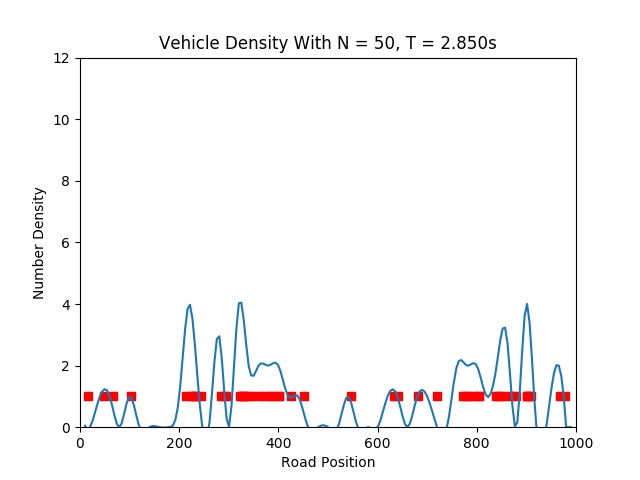 Vehicle Density With N = 50, T = 2.850s
12
10
8
6
4
2
0
Number Density
0 200 400 600 800 1000
Road Position